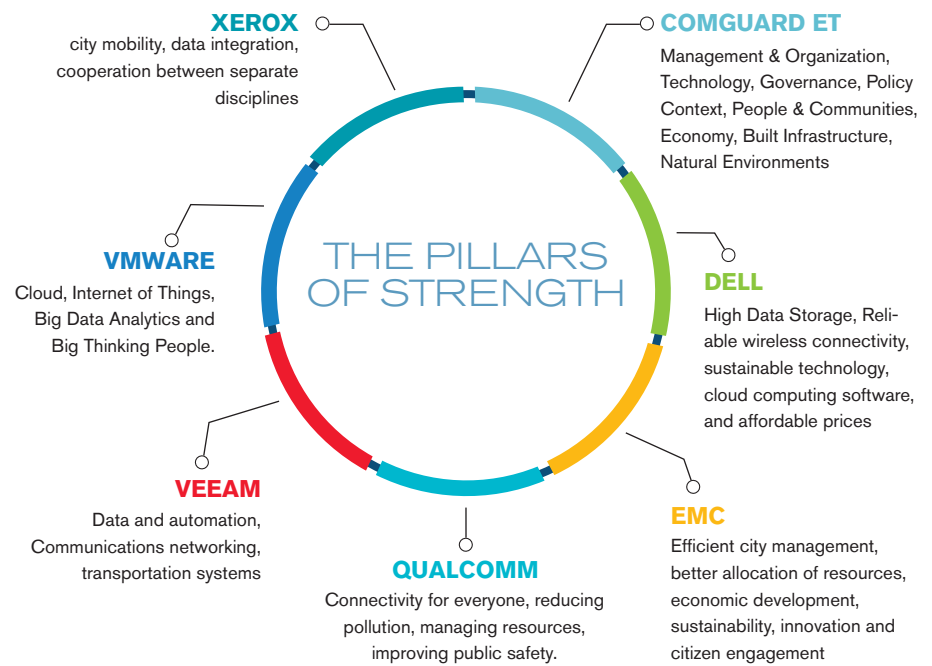 XEROX
city mobility, data integration,
cooperation between separate
disciplines
COMGUARD ET
Management & Organization,
Technology, Governance, Policy
Context, People & Communities,
Economy, Built Infrastructure,
Natural Environments
THE PILLARS
OF STRENGTH
VMWARE
Cloud, Internet of Things,
Big Data Analytics and
Big Thinking People.
DELL
High Data Storage, Reli-
able wireless connectivity,
sustainable technology,
cloud computing software,
and affordable prices
VEEAM
Data and automation,
Communications networking,
transportation systems
QUALCOMM
Connectivity for everyone, reducing
pollution, managing resources,
improving public safety.
EMC
Efficient city management,
better allocation of resources,
economic development,
sustainability, innovation and
citizen engagement